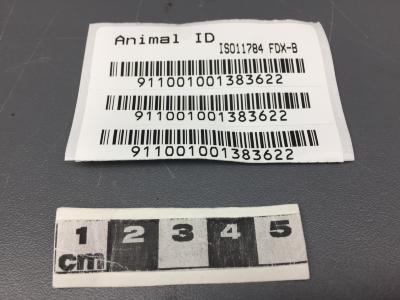 Animal ID
ISO11784 FDX-B
911001001383622
911001001383622
911001001383622
1 2 3 4 5
cm